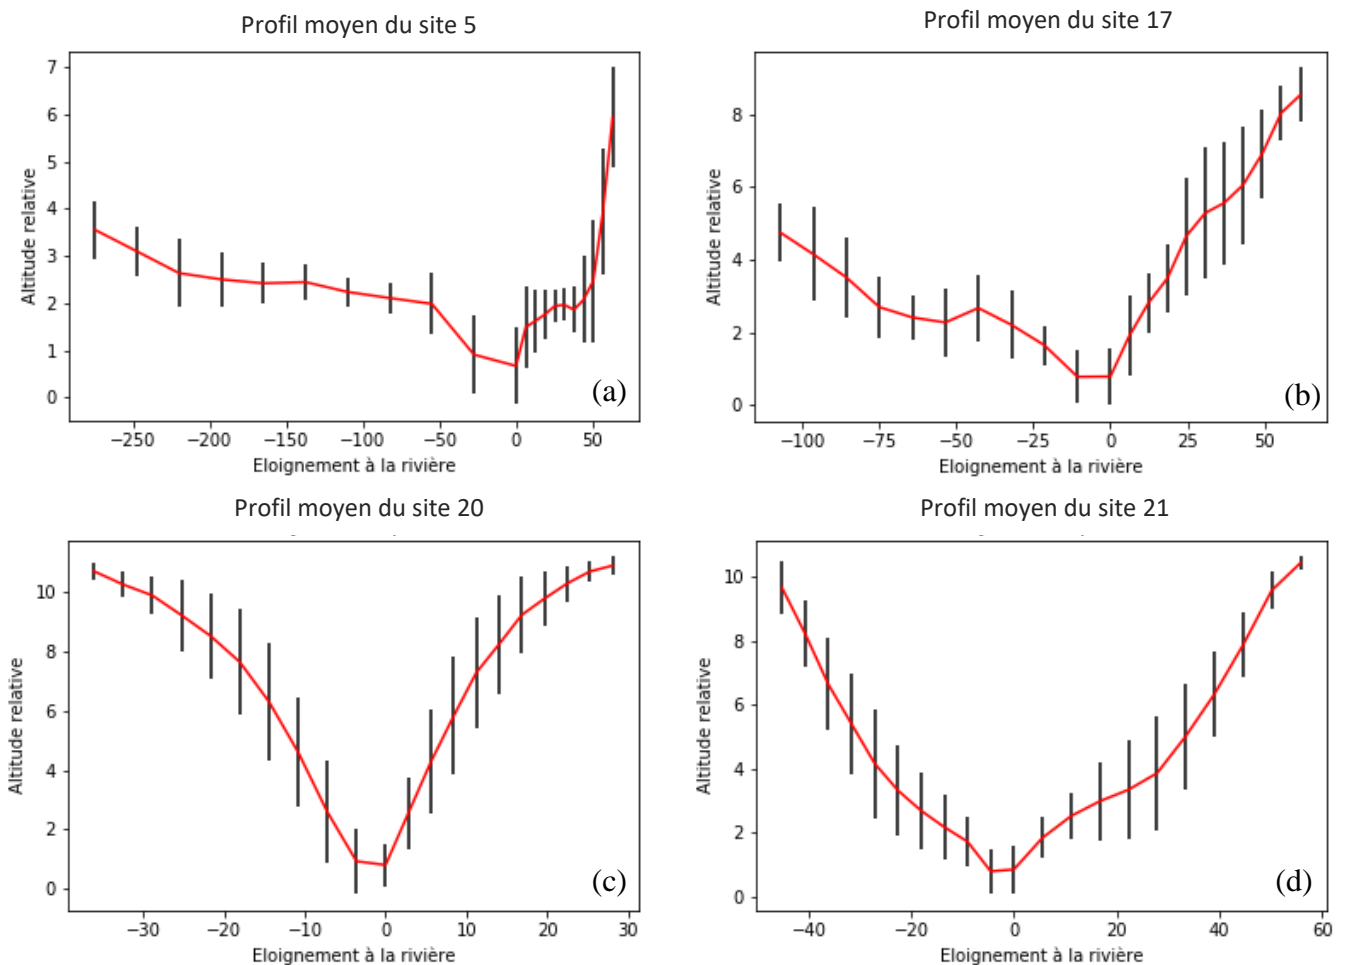 Profil moyen du site 5
7
6
5
4
3
2
1
0
Altitude relative
−250 −200 −150 −100 −50 0 50
Eloignement à la rivière
(a)
Profil moyen du site 17
8
6
4
2
0
Altitude relative
−100 −75 −50 −25 0 25 50
Eloignement à la rivière
(b)
Profil moyen du site 20
10
8
6
4
2
0
Altitude relative
−30 −20 −10 0 10 20 30
Eloignement à la rivière
(c)
Profil moyen du site 21
10
8
6
4
2
0
Altitude relative
−40 −20 0 20 40 60
Eloignement à la rivière
(d)